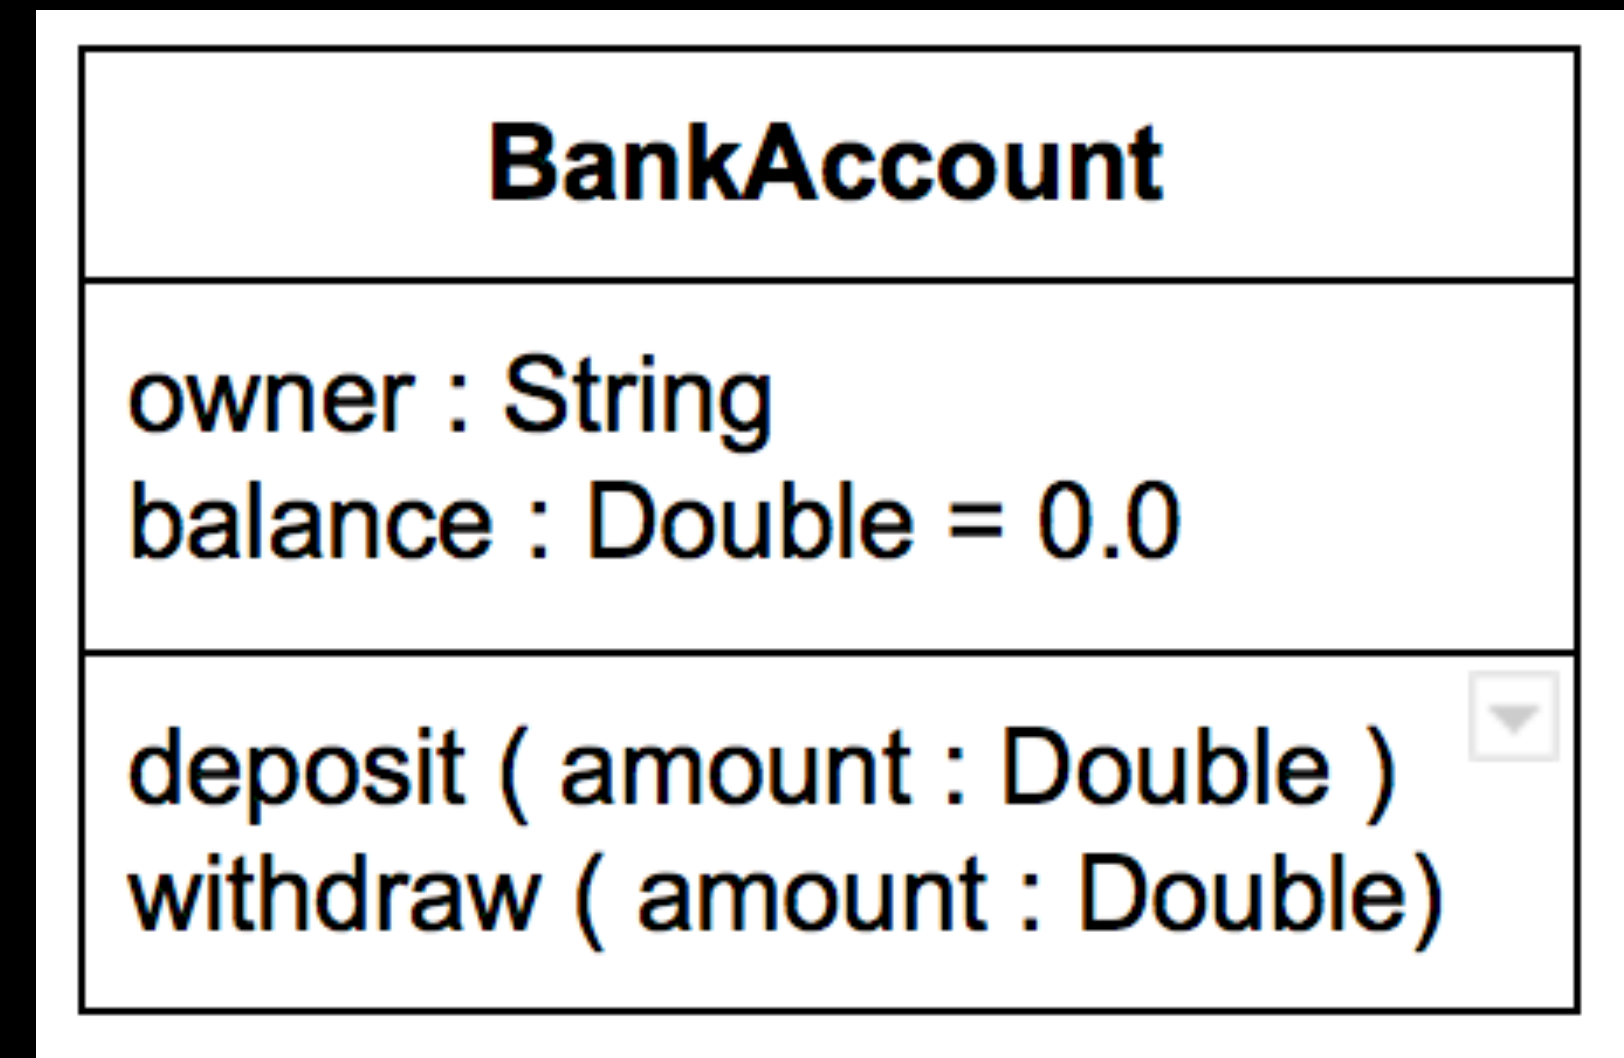 BankAccount
owner : String
balance : Double = 0.0
deposit ( amount : Double )
withdraw ( amount : Double)